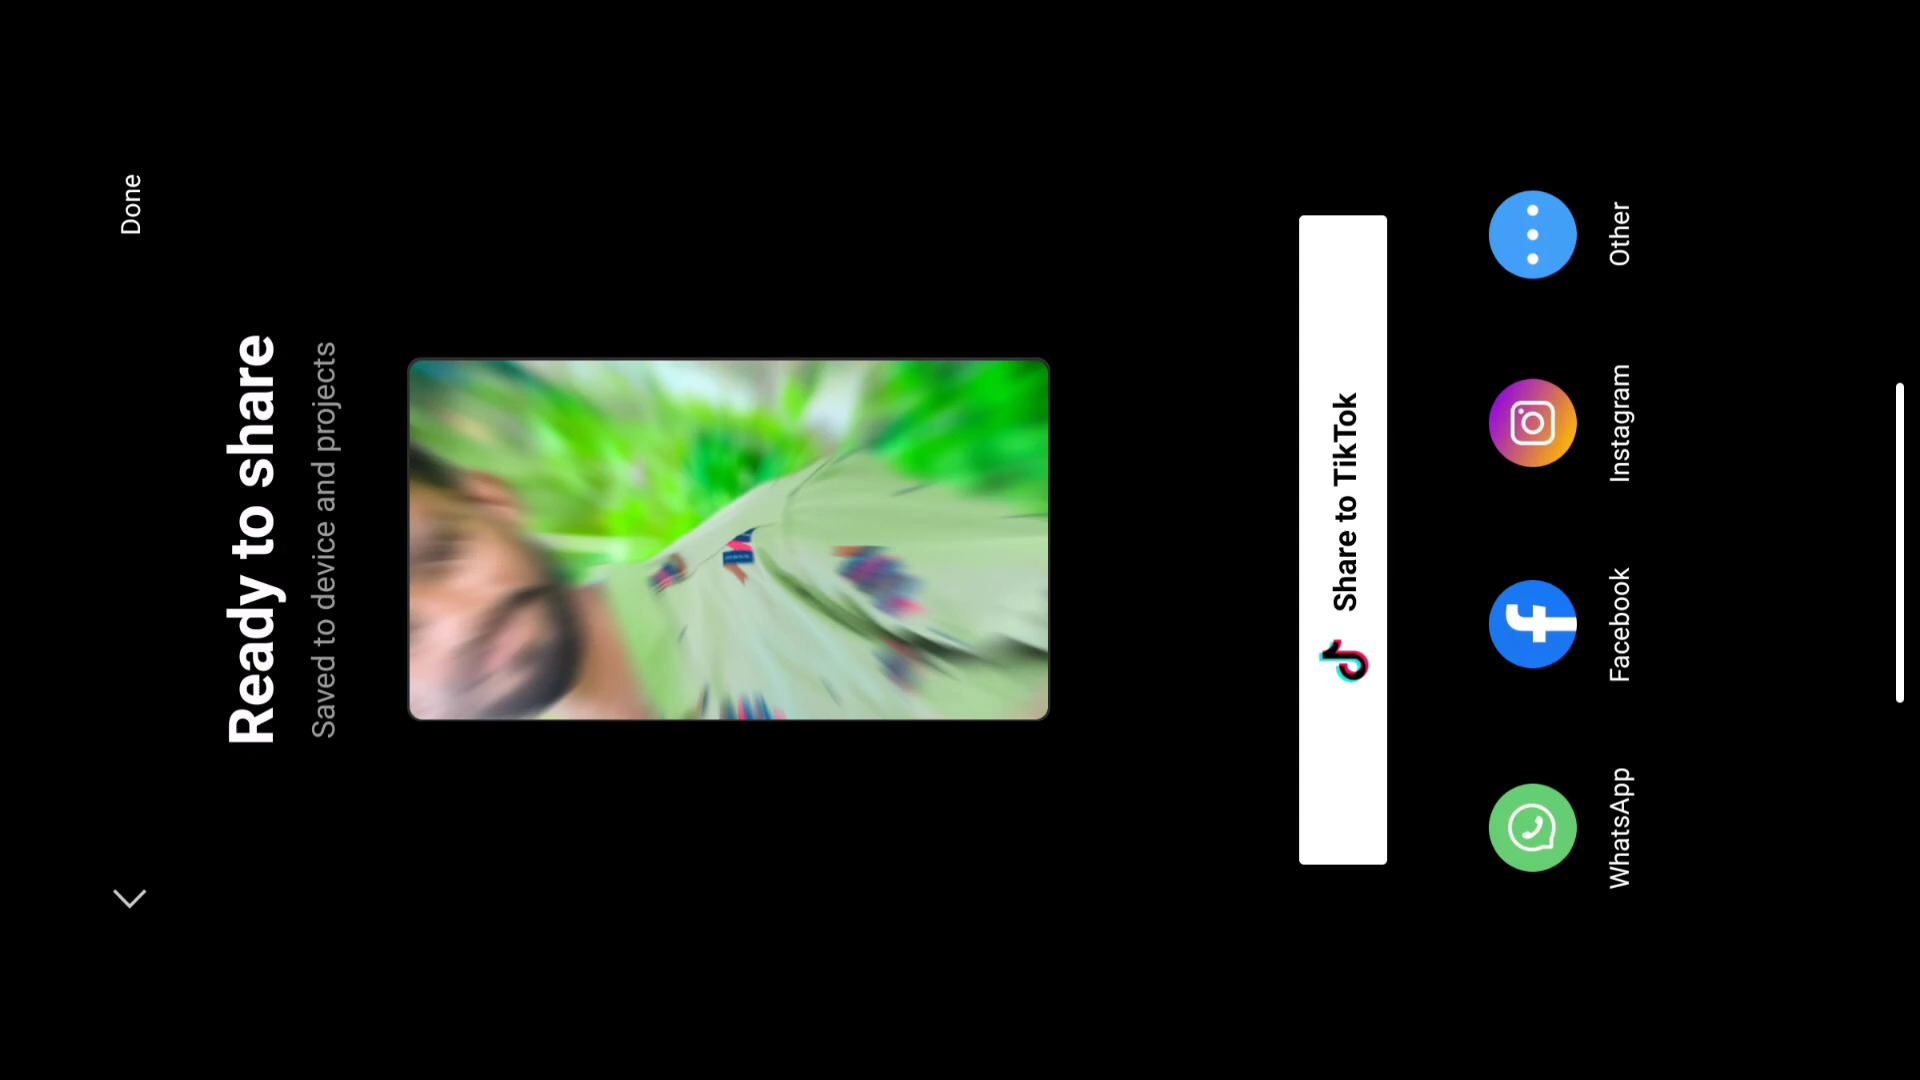 Done
Ready to share
Saved to device and projects
Share to TikTok
WhatsApp
Facebook
Instagram
Other